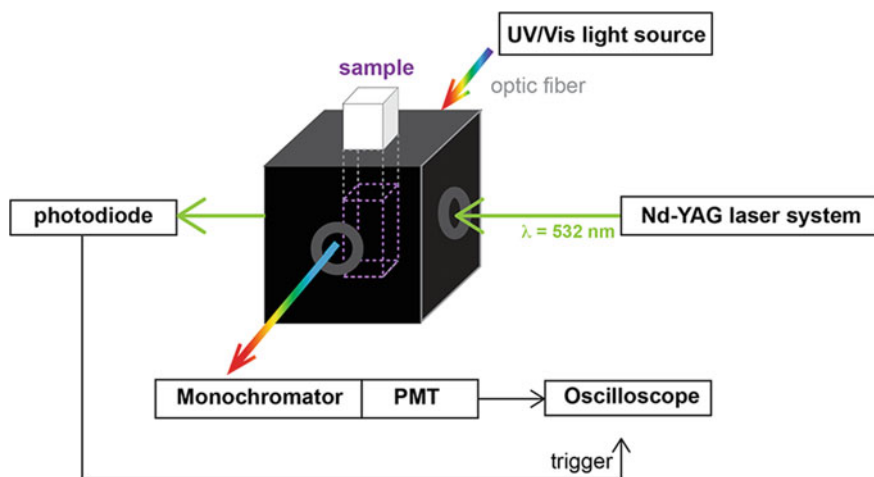 UV/Vis light source
sample
optic fiber
photodiode
Nd-YAG laser system
λ = 532 nm
Monochromator
PMT
Oscilloscope
trigger